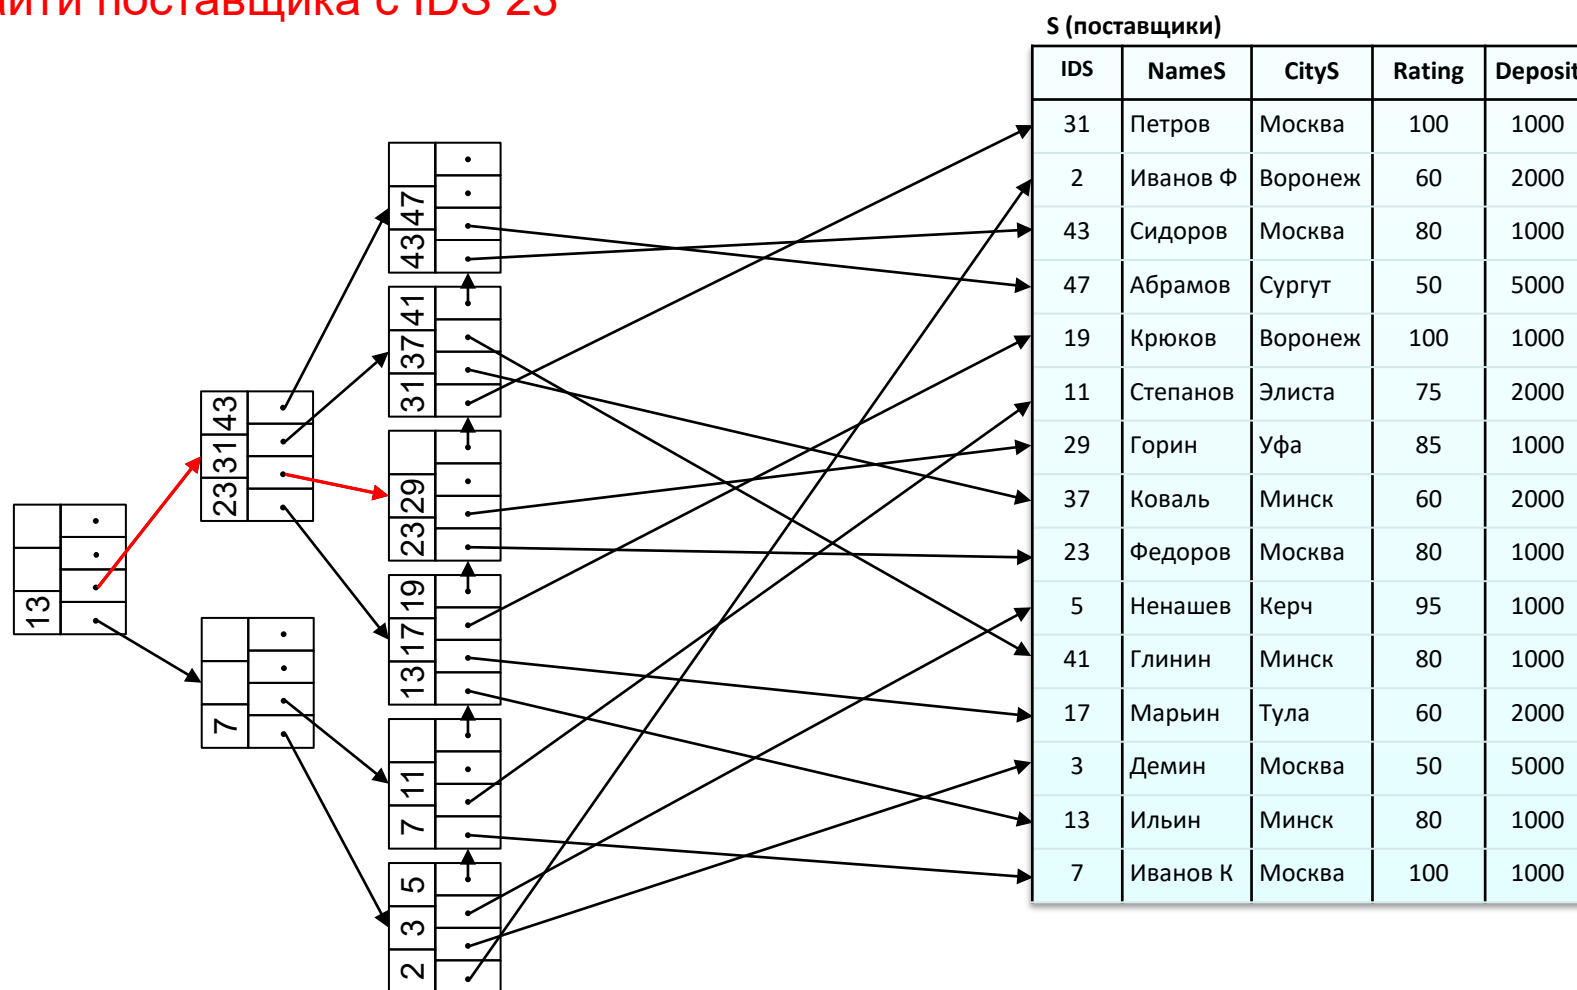 айти поставщика с IDS 23
S (поставщики)
IDS NameS CityS Rating Deposit
31 Петров Москва 100 1000
2 Иванов Ф Воронеж 60 2000
43 Сидоров Москва 80 1000
47 Абрамов Сургут 50 5000
19 Крюков Воронеж 100 1000
11 Степанов Элиста 75 2000
29 Горин Уфа 85 1000
37 Коваль Минск 60 2000
23 Федоров Москва 80 1000
5 Ненашев Керч 95 1000
41 Глинин Минск 80 1000
17 Марьин Тула 60 2000
3 Демин Москва 50 5000
13 Ильин Минск 80 1000
7 Иванов К Москва 100 1000
13
23 31 43
7
43 47
31 37 41
23 29
13 17 19
7 11
2 3 5